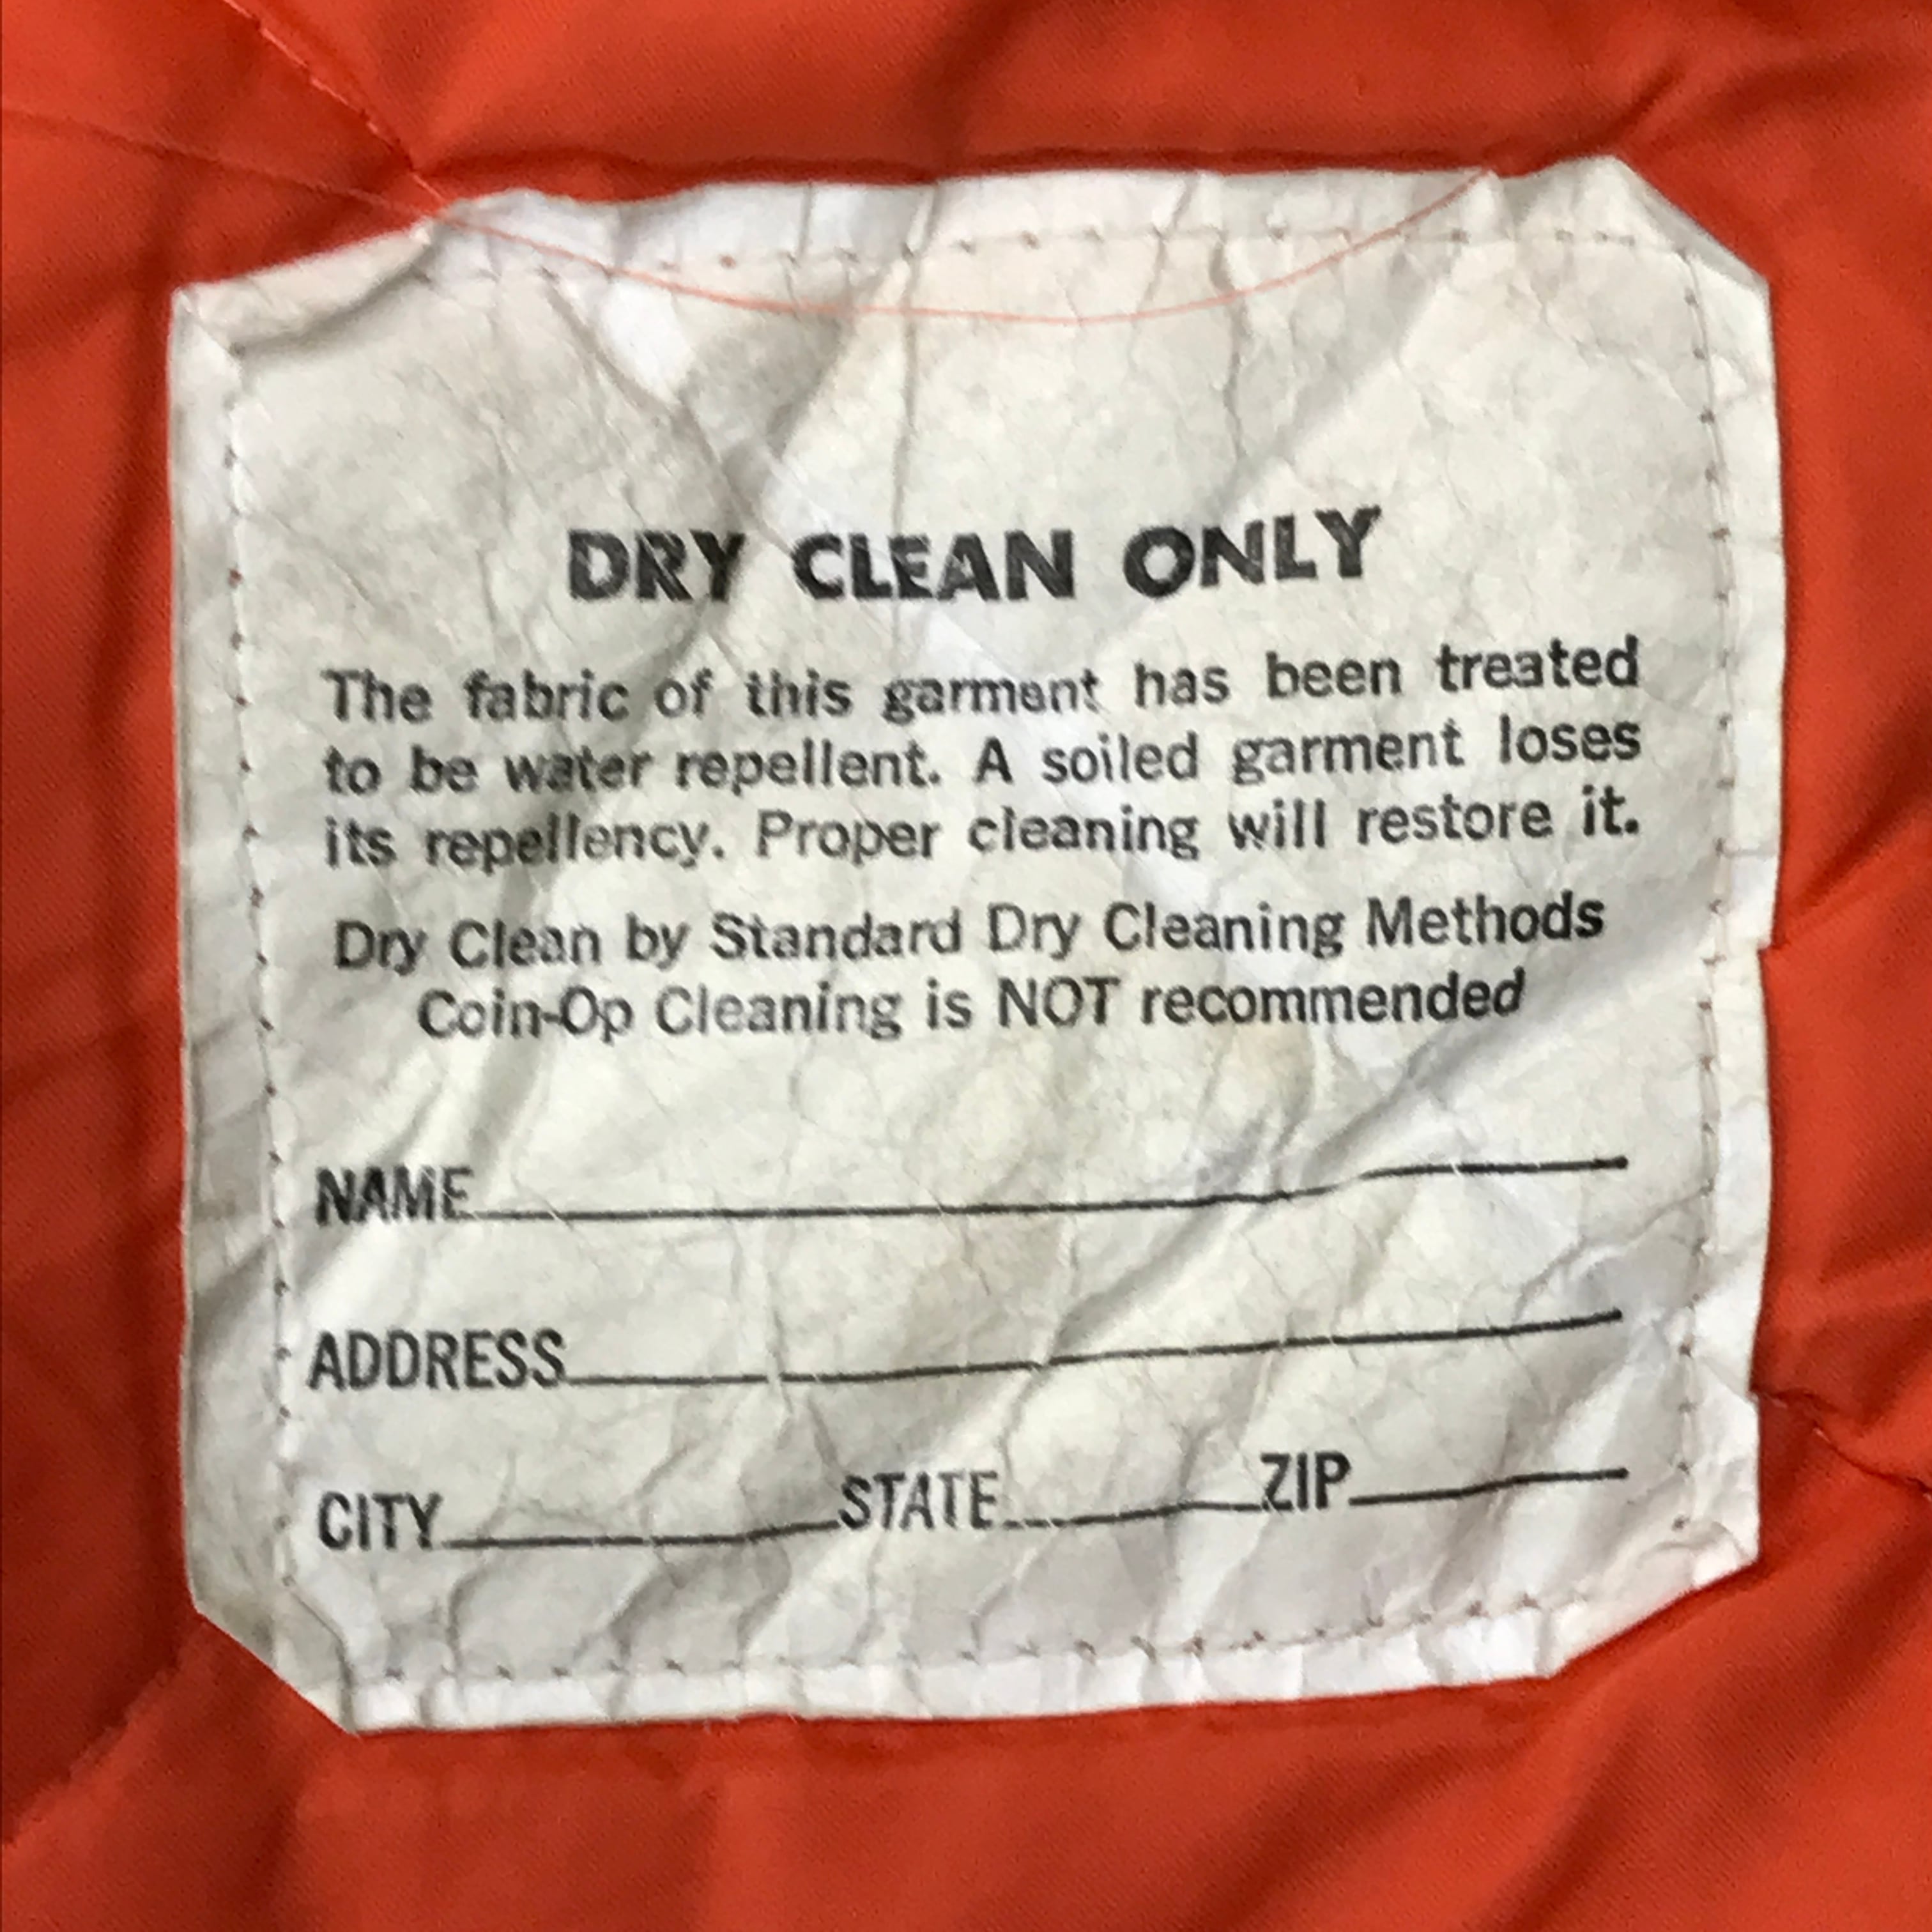 DRY CLEAN ONLY
The fabric of this garment has been treated
to be water repellent. A soiled garment loses
its repellency. Proper cleaning will restore it.
Dry Clean by Standard Dry Cleaning Methods
Coin-Op Cleaning is NOT recommended
NAME
ADDRESS
CITY STATE ZIP